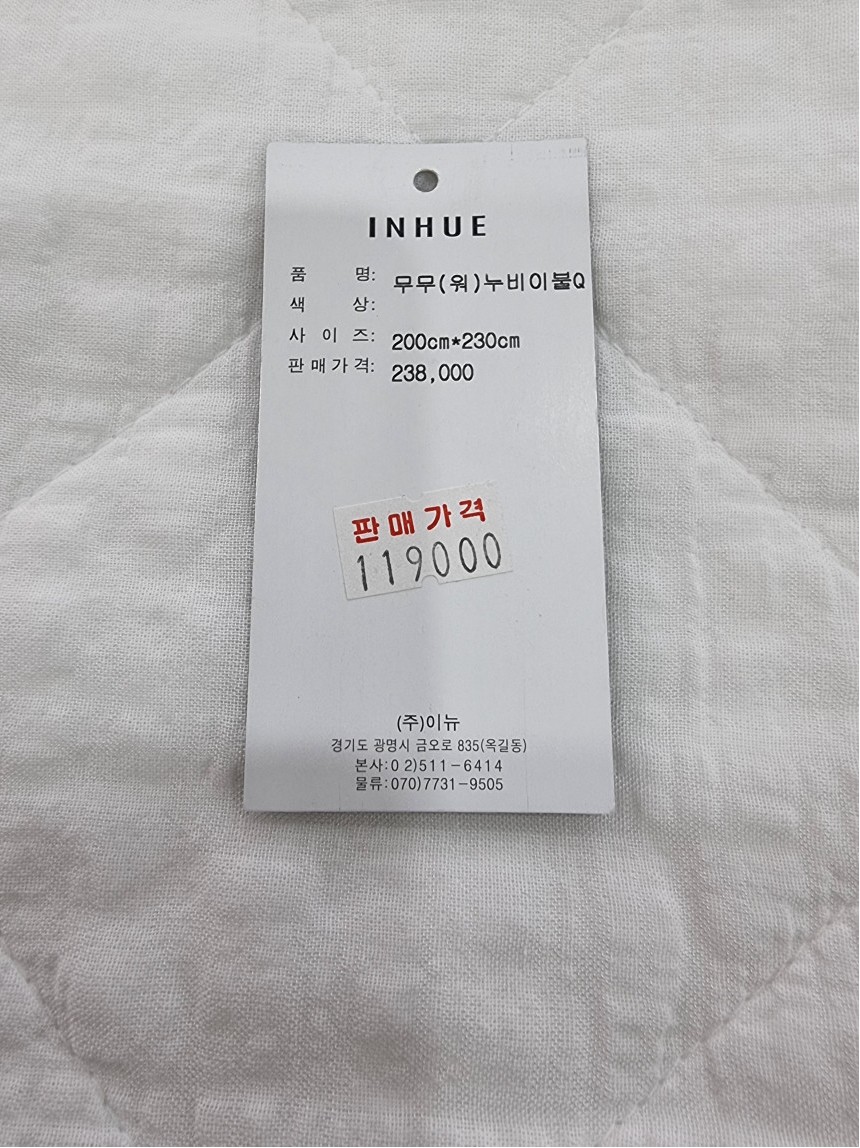 INHUE
품 명: 무무(워)누비이불Q
색 상:
사 이 즈: 200cm*230cm
판매가격: 238,000
판매가격
119000
(주)이뉴
경기도 광명시 금오로 835(옥길동)
본사:0 2)511-6414
물류:070)7731-9505